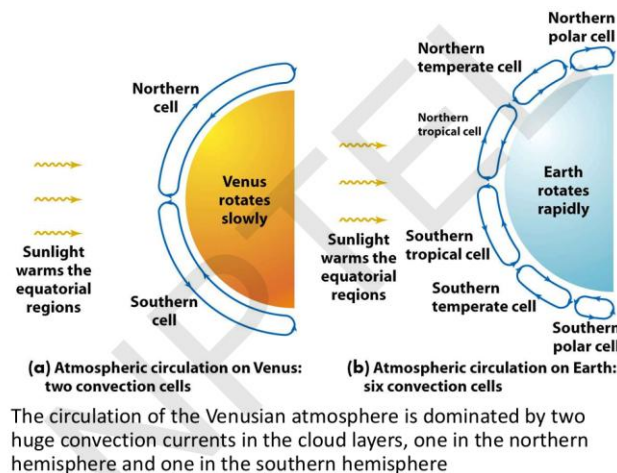 Northern
cell
Venus
rotates
slowly
Sunlight
warms the
equatorial
regions
Southern
cell
(a) Atmospheric circulation on Venus:
two convection cells
Northern
polar cell
Northern
temperate cell
Northern
tropical cell
Earth
rotates
rapidly
Sunlight
warms the
equatorial
regions
Southern
tropical cell
Southern
temperate cell
Southern
polar cell
(b) Atmospheric circulation on Earth:
six convection cells
The circulation of the Venusian atmosphere is dominated by two
huge convection currents in the cloud layers, one in the northern
hemisphere and one in the southern hemisphere
NPTEL